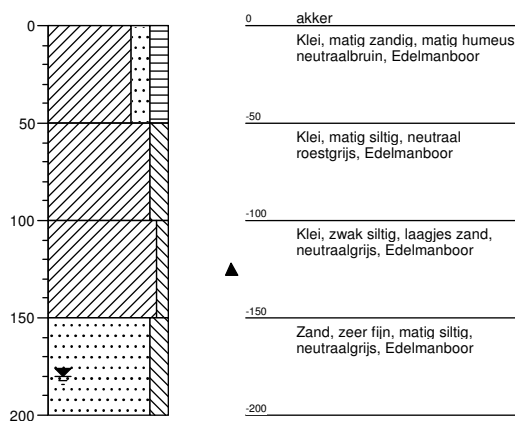 0
50
100
150
200
0
akker
Klei, matig zandig, matig humeus,
neutraalbruin, Edelmanboor
-50
Klei, matig siltig, neutraal
roestgrijs, Edelmanboor
-100
Klei, zwak siltig, laagjes zand,
neutraalgrijs, Edelmanboor
-150
Zand, zeer fijn, matig siltig,
neutraalgrijs, Edelmanboor
-200